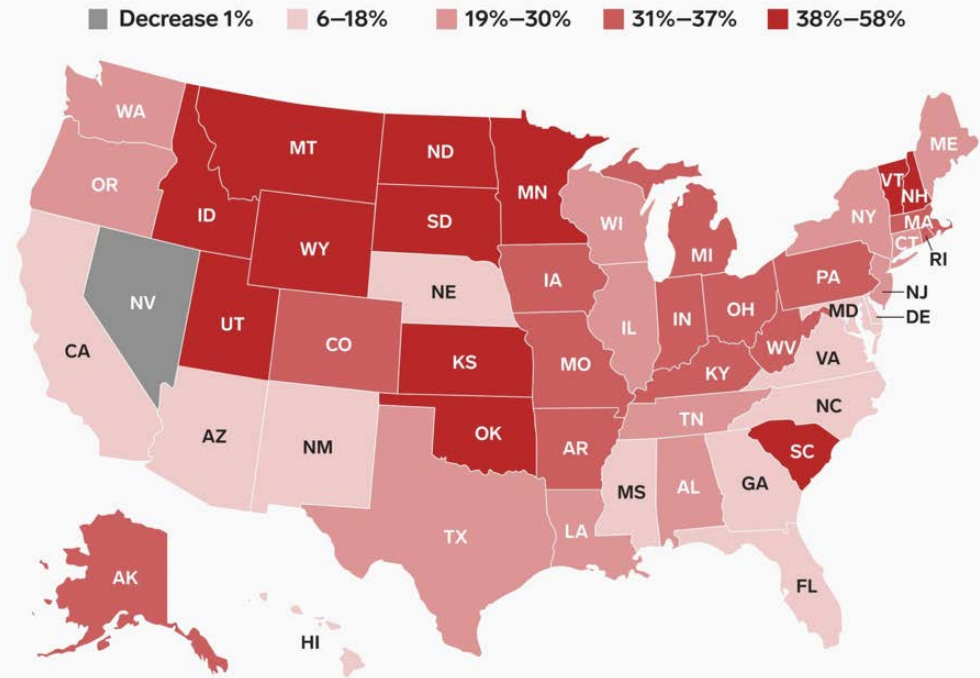 Decrease 1% 6–18% 19%–30% 31%–37% 38%–58%
WA
MT
ND
MN
ME
VT
NH
OR
ID
SD
WI
NY
MA
WY
MI
CT
RI
IA
PA
NE
NJ
NV
OH
MD
DE
IL
IN
UT
CO
CA
WV
VA
KS
MO
KY
NC
AZ
NM
OK
TN
AR
SC
MS
AL
GA
TX
LA
AK
FL
HI